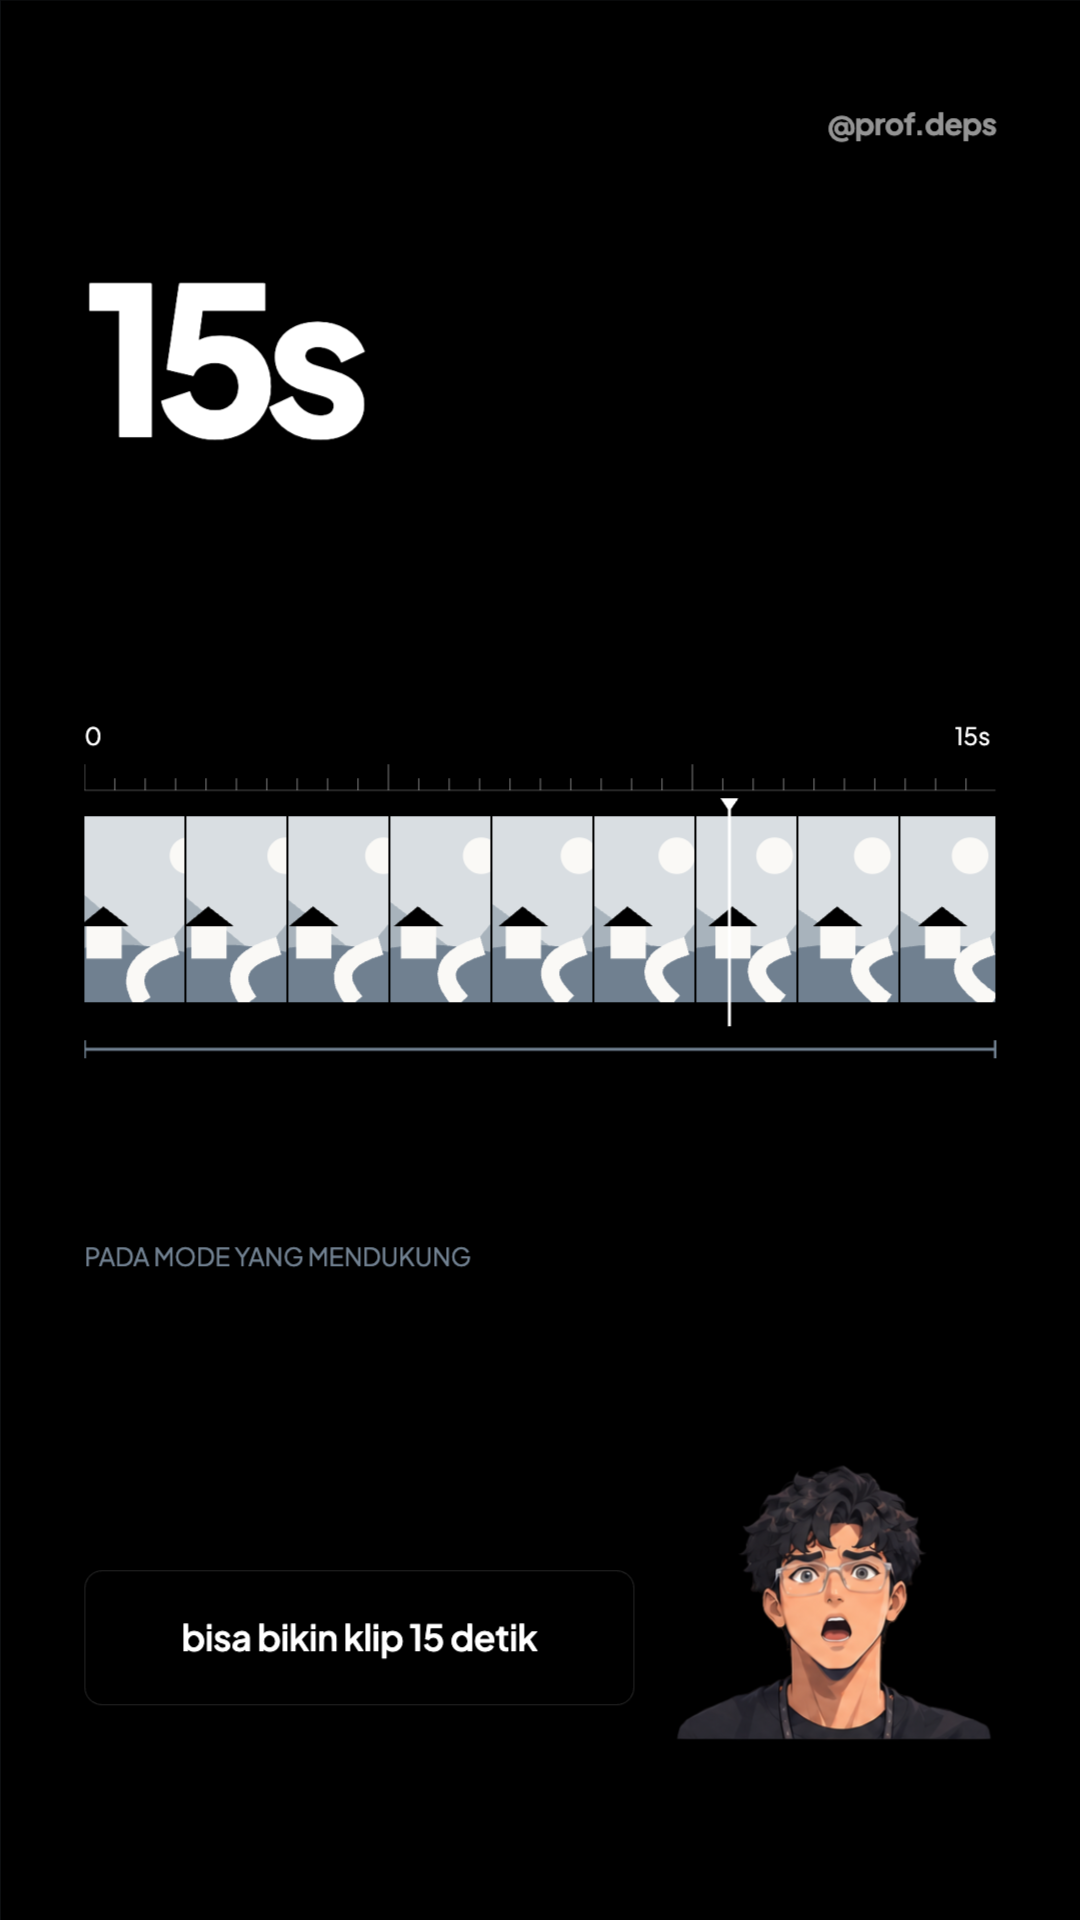 @prof.deps
15s
0
15s
PADA MODE YANG MENDUKUNG
bisa bikin klip 15 detik